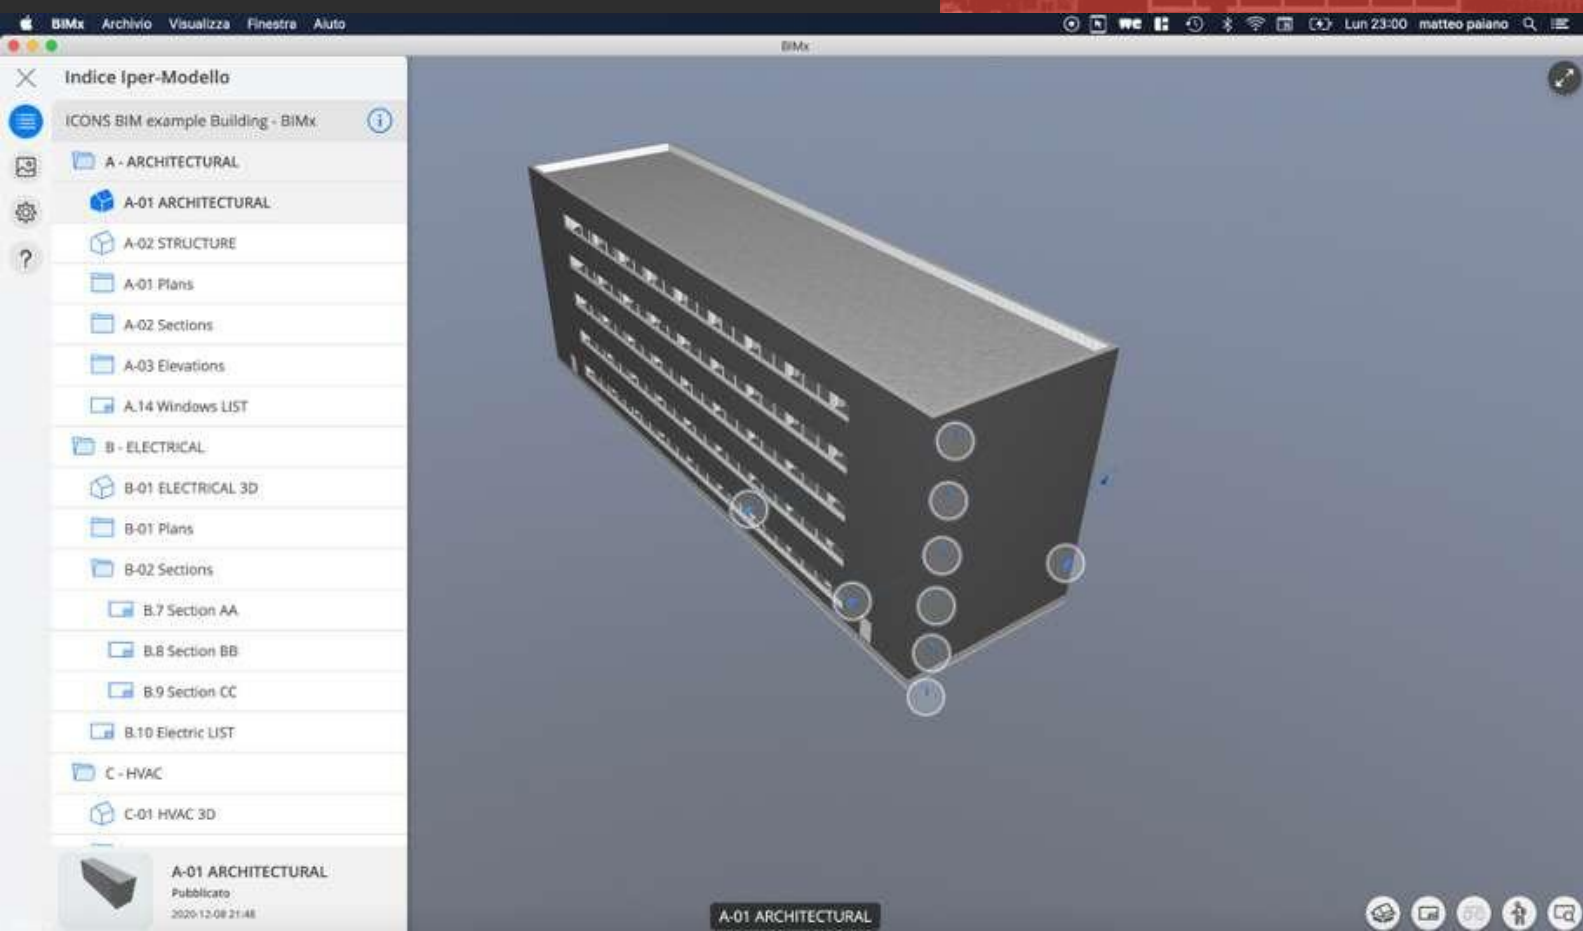 BIMx Archivio Visualizza Finestra Aiuto Lun 23:00 matteo paiano
BIMx
Indice Iper-Modello
ICONS BIM example Building - BIMx
A - ARCHITECTURAL
A-01 ARCHITECTURAL
A-02 STRUCTURE
A-01 Plans
A-02 Sections
A-03 Elevations
A.14 Windows LIST
B - ELECTRICAL
B-01 ELECTRICAL 3D
B-01 Plans
B-02 Sections
B.7 Section AA
B.8 Section BB
B.9 Section CC
B.10 Electric LIST
C - HVAC
C-01 HVAC 3D
A-01 ARCHITECTURAL
Pubblicato
2020-12-08 21:48
A-01 ARCHITECTURAL